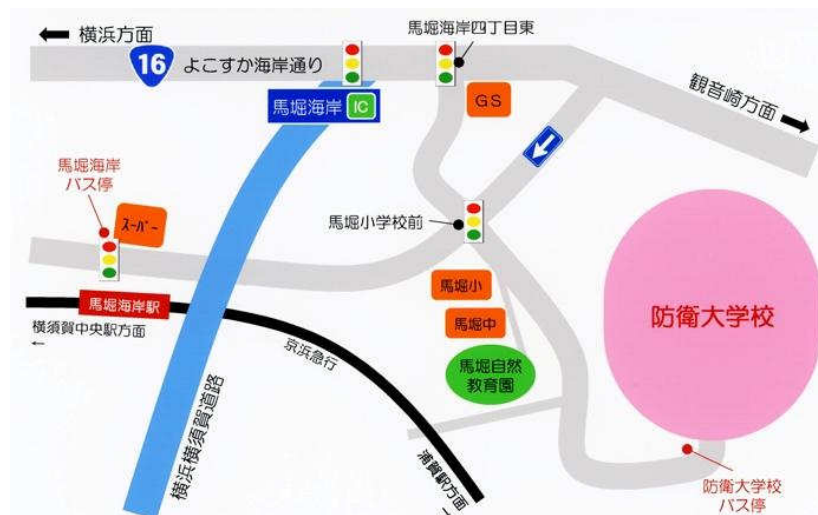 横浜方面
16
よこすか海岸通り
馬堀海岸四丁目東
馬堀海岸 IC
GS
観音崎方面
馬堀海岸
バス停
スーパー
馬堀小学校前
馬堀海岸駅
横須賀中央駅方面
京浜急行
馬堀小
馬堀中
馬堀自然
教育園
防衛大学校
横浜横須賀道路
浦賀駅方面
防衛大学校
バス停